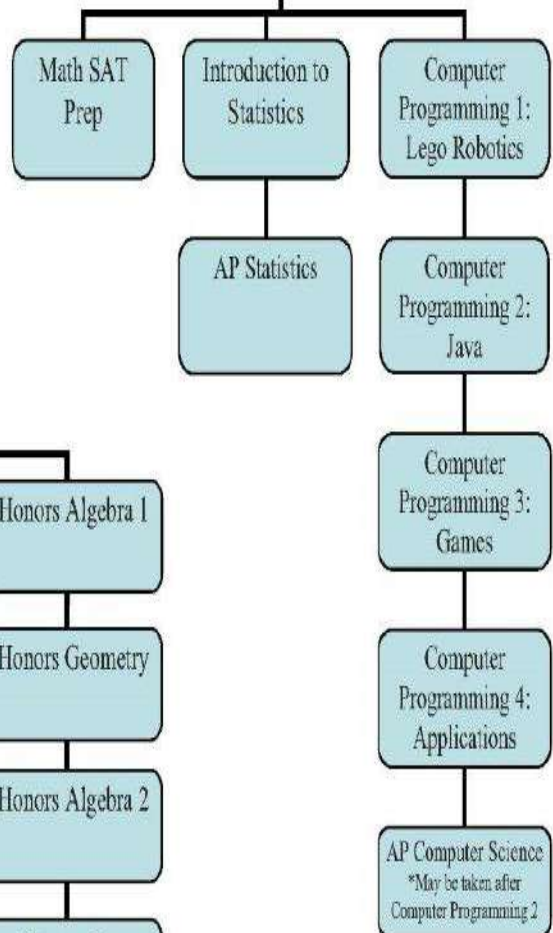 Math SAT
Prep
Introduction to
Statistics
Computer
Programming 1:
Lego Robotics
AP Statistics
Computer
Programming 2:
Java
Computer
Programming 3:
Games
Computer
Programming 4:
Applications
AP Computer Science
*May be taken after
Computer Programming 2
Honors Algebra 1
Honors Geometry
Honors Algebra 2